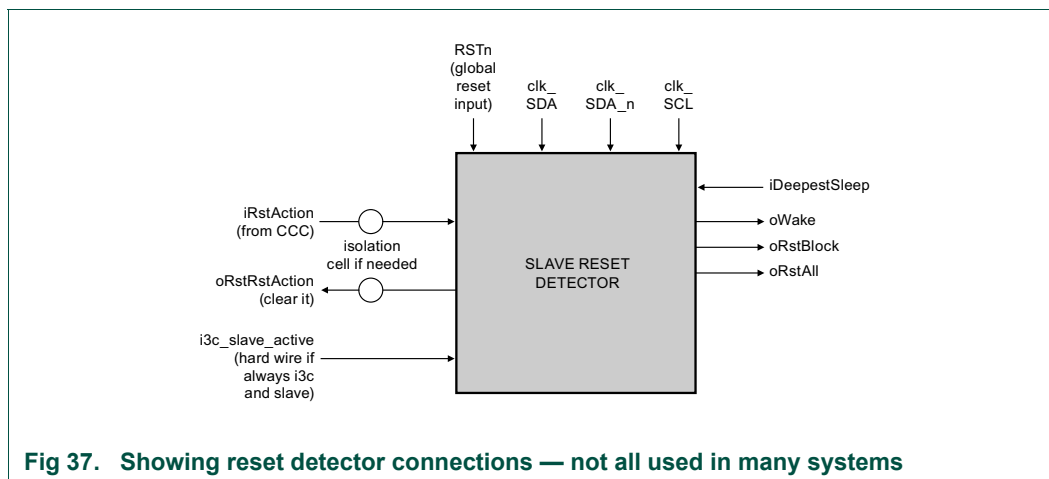 RSTn
(global
reset
input)
clk_
SDA
clk_
SDA_n
clk_
SCL
iDeepestSleep
iRstAction
(from CCC)
oWake
isolation
cell if needed
oRstBlock
SLAVE RESET
DETECTOR
oRstAll
oRstRstAction
(clear it)
i3c_slave_active
(hard wire if
always i3c
and slave)
Fig 37. Showing reset detector connections — not all used in many systems